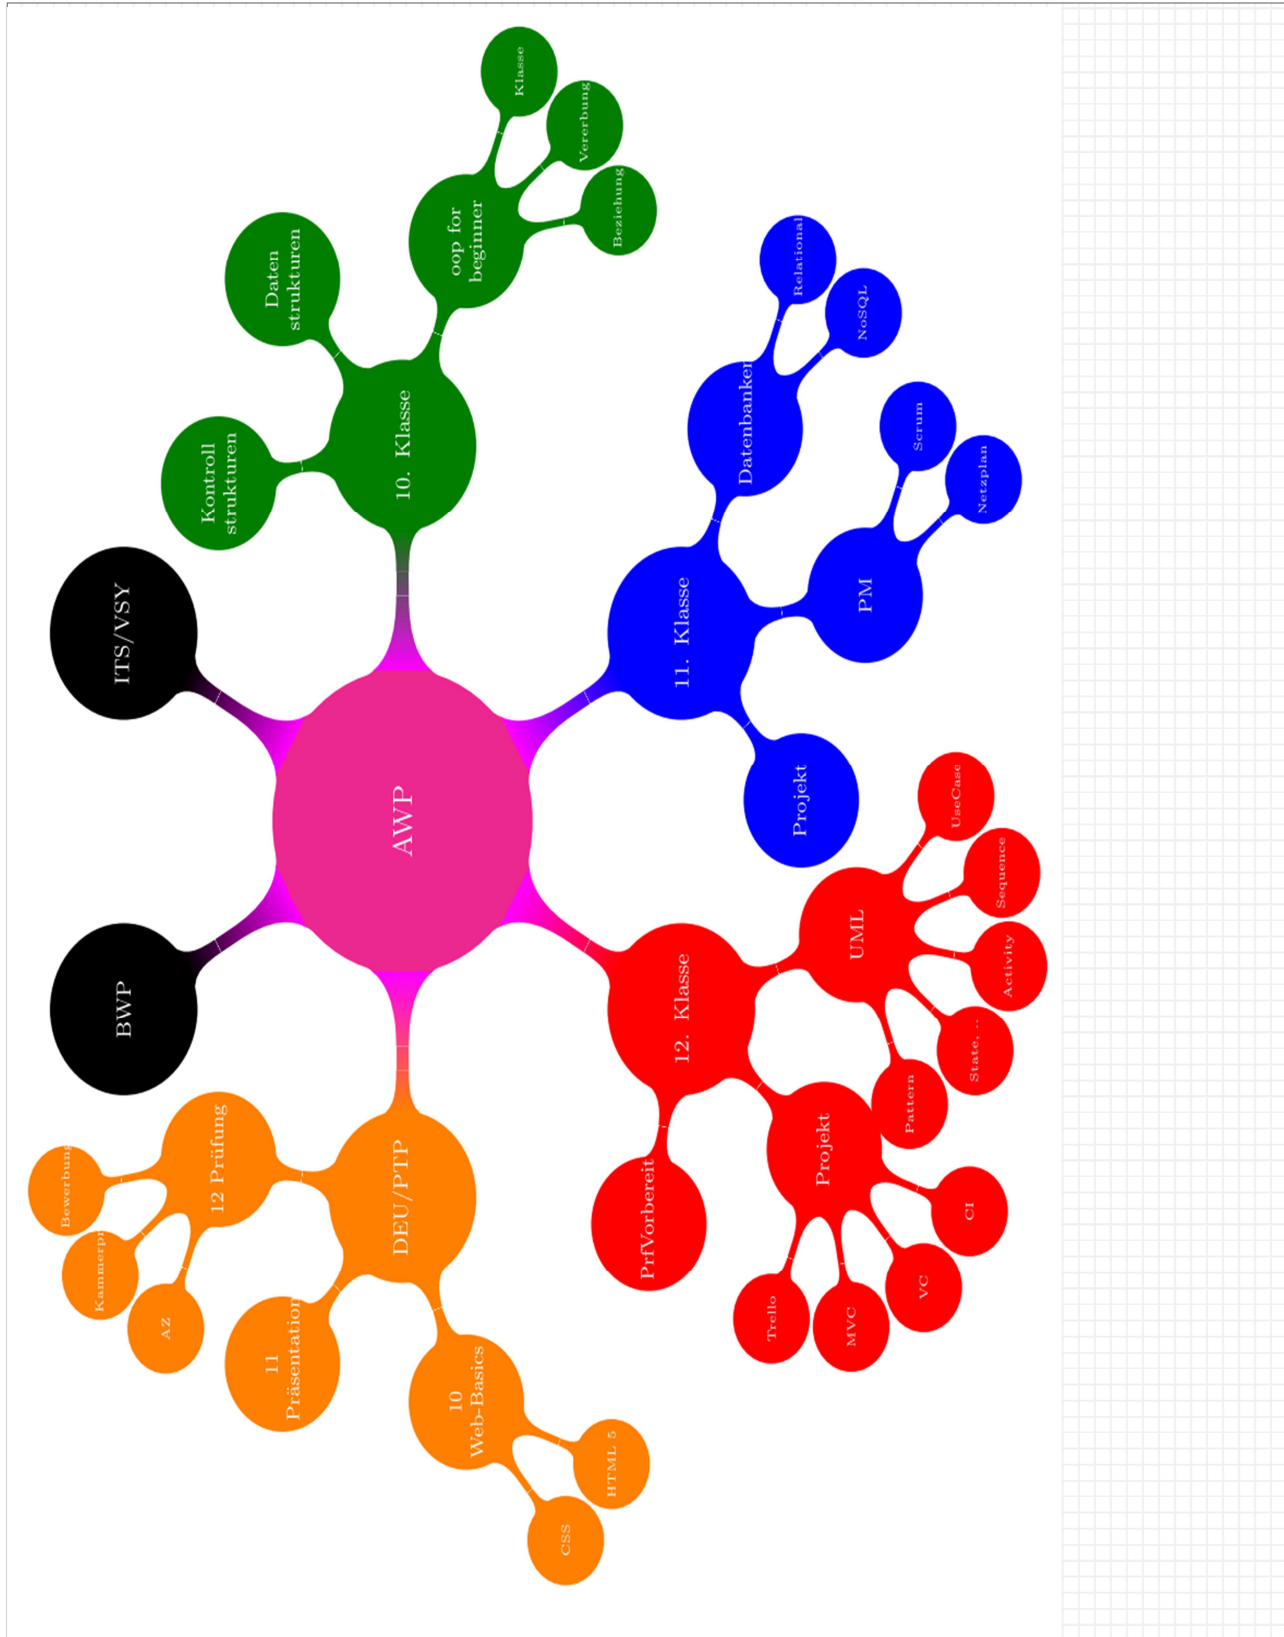 AWP
ITS/VSY
BWP
10. Klasse
Kontroll
strukturen
Daten
strukturen
oop for
beginner
Klasse
Vererbung
Beziehung
11. Klasse
Datenbanken
Relational
NoSQL
PM
Scrum
Netzplan
Projekt
12. Klasse
UML
UseCase
Sequence
Activity
State, ..
Pattern
Projekt
CI
VC
MVC
Trello
PrfVorbereit
DEU/PTP
10
Web-Basics
HTML 5
CSS
11
Präsentation
12 Prüfung
AZ
Kammerpr
Bewerbung